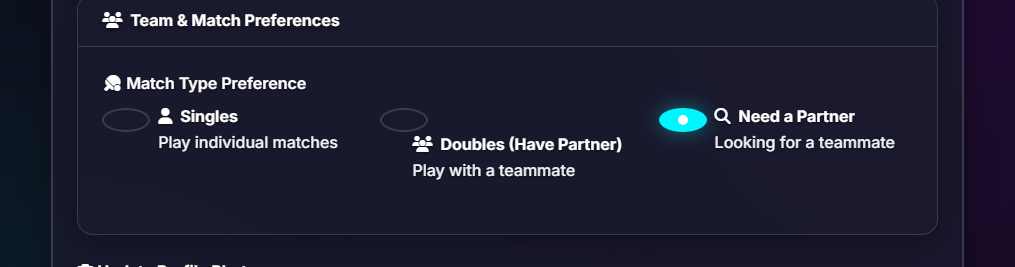 Team & Match Preferences
Match Type Preference
Singles
Play individual matches
Doubles (Have Partner)
Play with a teammate
Need a Partner
Looking for a teammate